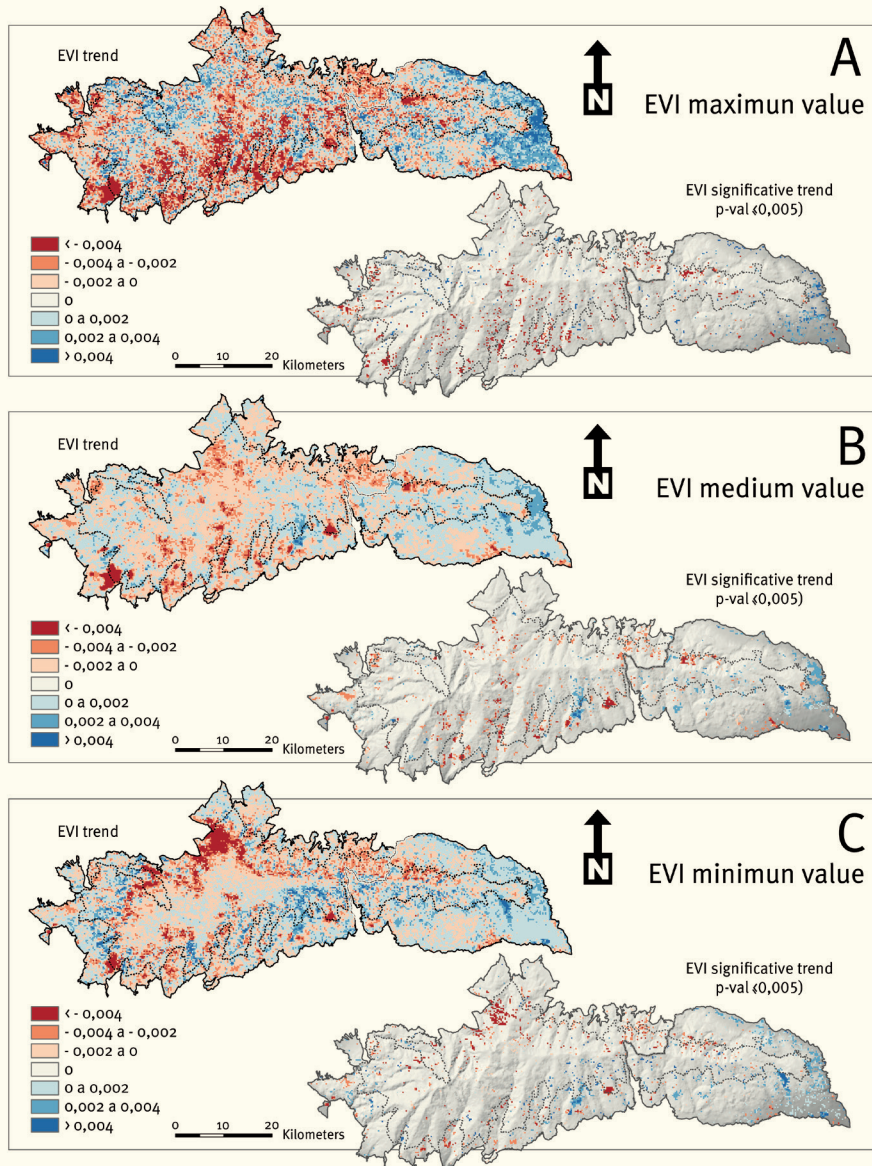 EVI trend
A
N
EVI maximun value
EVI significative trend
p-val ≤0,005)
< - 0,004
- 0,004 a - 0,002
- 0,002 a 0
0
0 a 0,002
0,002 a 0,004
> 0,004
0 10 20
Kilometers
EVI trend
B
N
EVI medium value
EVI significative trend
p-val ≤0,005)
< - 0,004
- 0,004 a - 0,002
- 0,002 a 0
0
0 a 0,002
0,002 a 0,004
> 0,004
0 10 20
Kilometers
EVI trend
C
N
EVI minimun value
EVI significative trend
p-val ≤0,005)
< - 0,004
- 0,004 a - 0,002
- 0,002 a 0
0
0 a 0,002
0,002 a 0,004
> 0,004
0 10 20
Kilometers